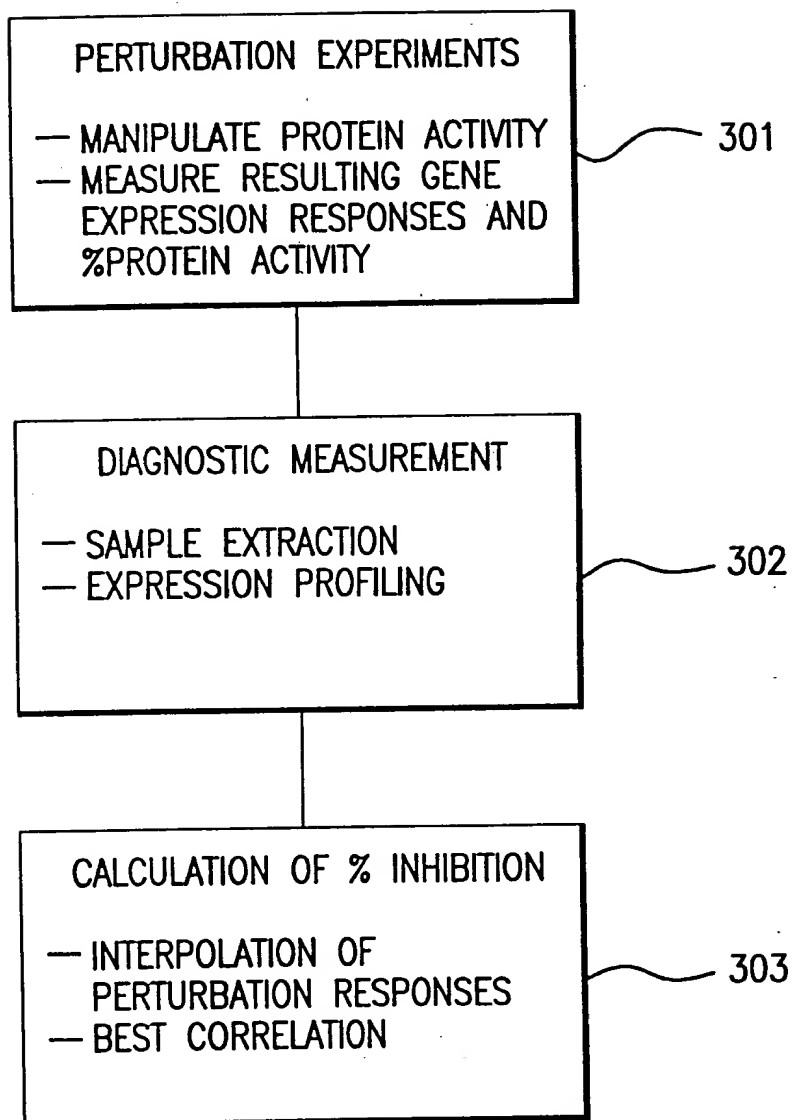 PERTURBATION EXPERIMENTS
— MANIPULATE PROTEIN ACTIVITY
— MEASURE RESULTING GENE
EXPRESSION RESPONSES AND
%PROTEIN ACTIVITY
301
DIAGNOSTIC MEASUREMENT
— SAMPLE EXTRACTION
— EXPRESSION PROFILING
302
CALCULATION OF % INHIBITION
— INTERPOLATION OF
PERTURBATION RESPONSES
— BEST CORRELATION
303